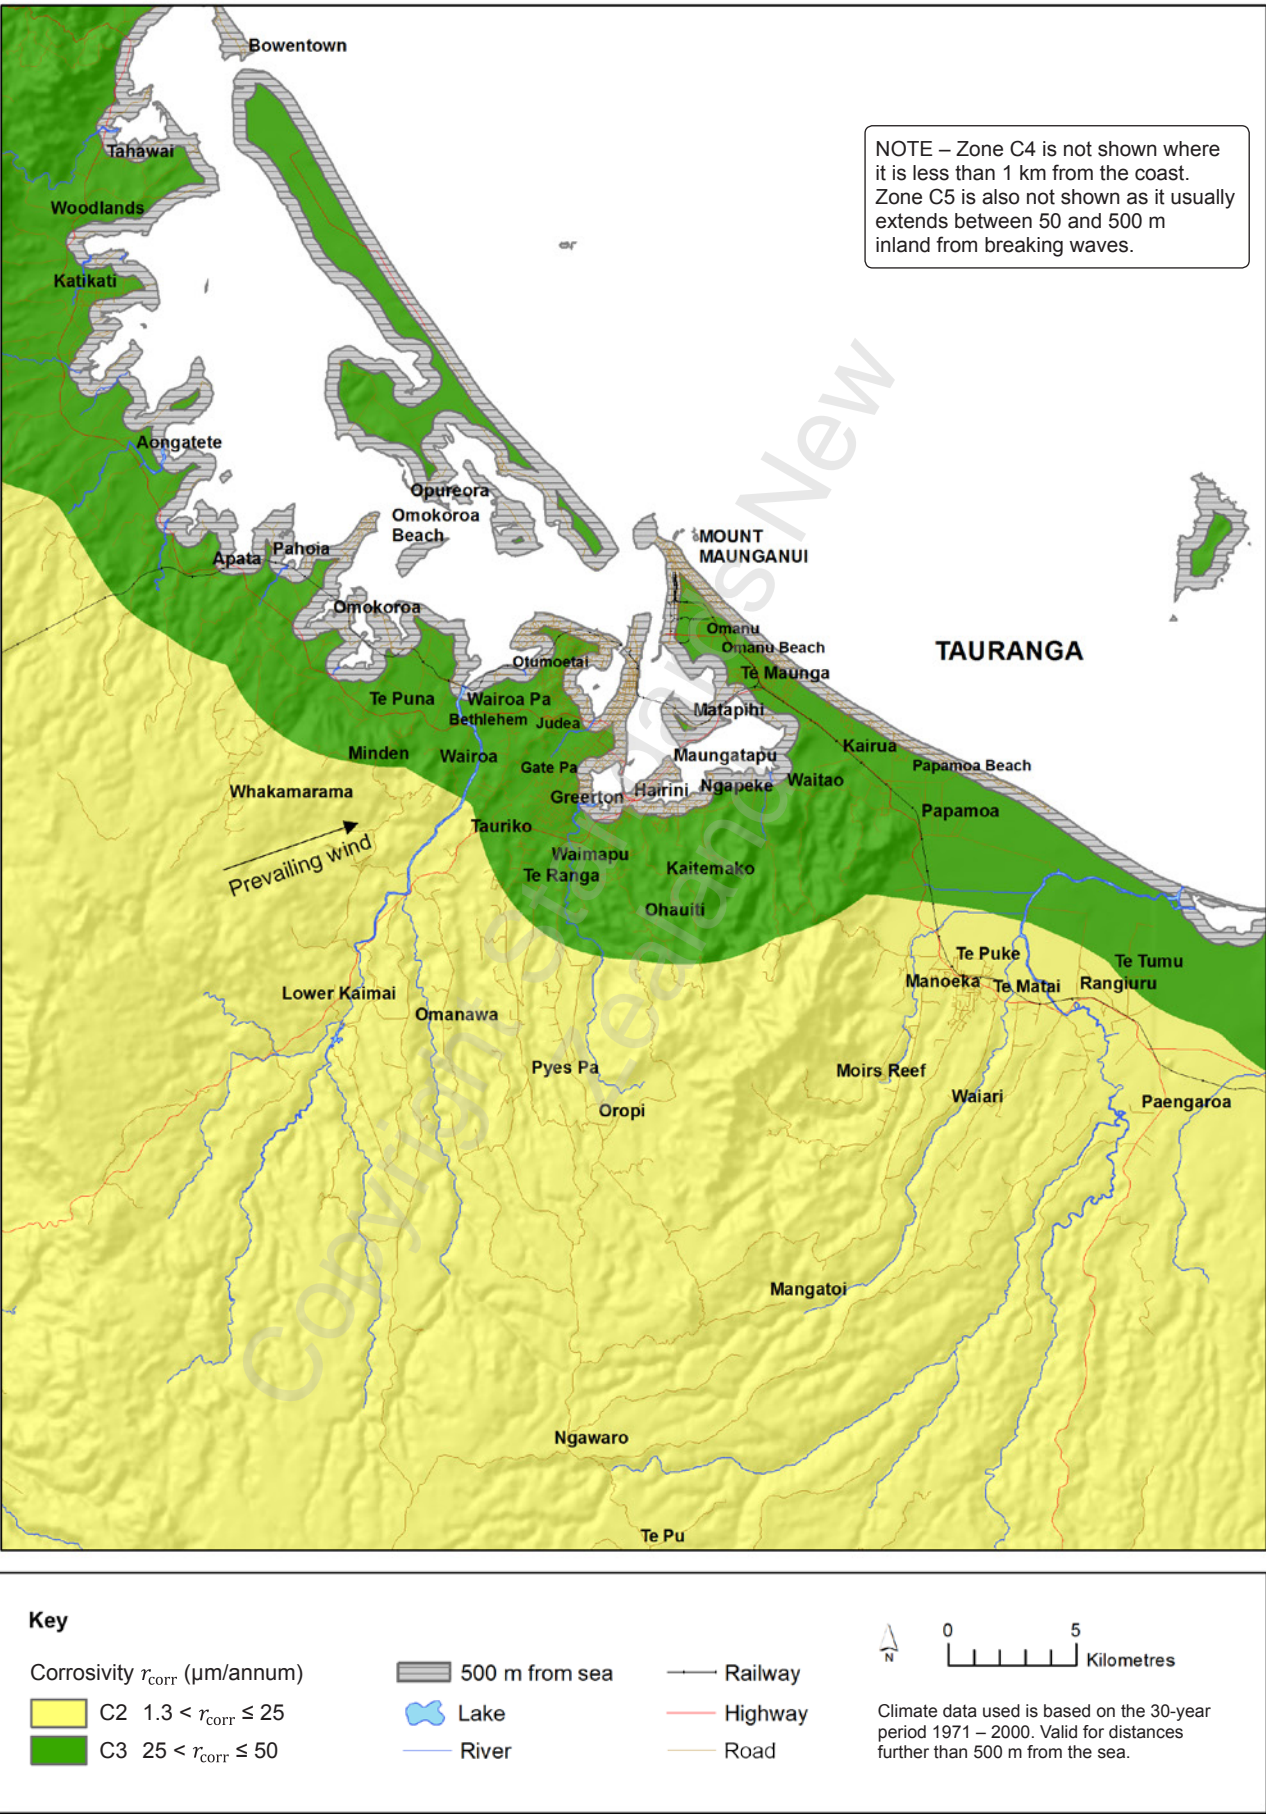 Bowentown
NOTE – Zone C4 is not shown where
it is less than 1 km from the coast.
Zone C5 is also not shown as it usually
extends between 50 and 500 m
inland from breaking waves.
Tahawai
Woodlands
Katikati
Aongatete
Opureora
Omokoroa
Beach
MOUNT
MAUNGANUI
Apata
Pahoia
Omokoroa
Omanu
Omanu Beach
TAURANGA
Otumoetai
Te Maunga
Te Puna
Wairoa Pa
Matapihi
Bethlehem
Judea
Minden
Wairoa
Gate Pa
Maungatapu
Kairua
Papamoa Beach
Whakamarama
Greerton
Hairini
Ngapeke
Waitao
Papamoa
Prevailing wind
Tauriko
Waimapu
Te Ranga
Kaitemako
Ohauiti
Te Puke
Te Tumu
Manoeka
Te Matai
Rangiuru
Lower Kaimai
Omanawa
Pyes Pa
Moirs Reef
Oropi
Waiari
Paengaroa
Mangatoi
Ngawaro
Te Pu
Copyright Standards New
Zealand
Key
Corrosivity rcorr (µm/annum)
C2 1.3 < rcorr ≤ 25
C3 25 < rcorr ≤ 50
500 m from sea
Lake
River
Railway
Highway
Road
N
0 5
Kilometres
Climate data used is based on the 30-year
period 1971 – 2000. Valid for distances
further than 500 m from the sea.